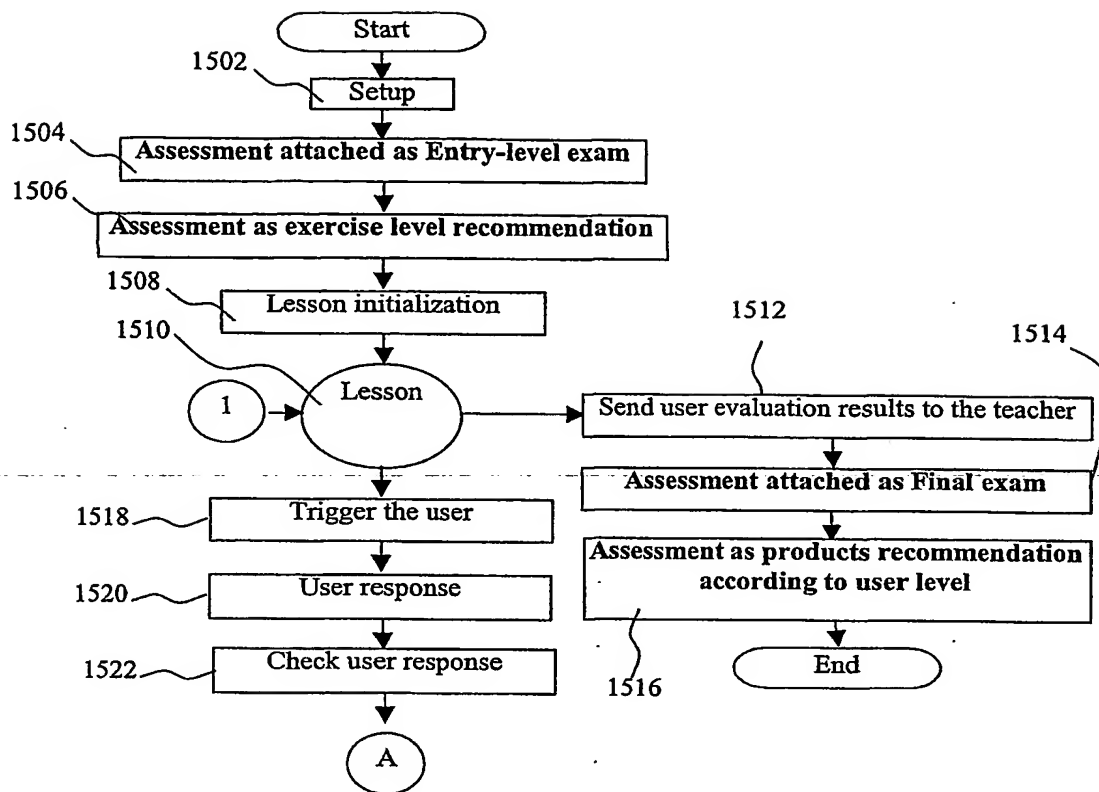 Start
1502
Setup
1504
Assessment attached as Entry-level exam
1506
Assessment as exercise level recommendation
1508
Lesson initialization
1510
1512
1514
Lesson
1
Send user evaluation results to the teacher
Assessment attached as Final exam
1518
Trigger the user
Assessment as products recommendation
according to user level
1520
User response
1522
Check user response
End
1516
A